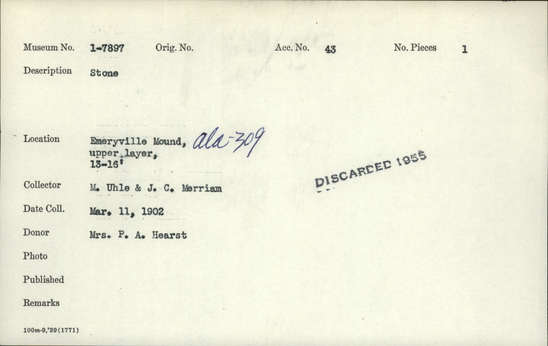 Museum No. 1-7897 Orig. No. Acc. No. 43 No. Pieces 1
Description Stone
Location Emeryville Mound, ala-309
upper layer,
13-16'
DISCARDED 1955
Collector M. Uhle & J. C. Merriam
Date Coll. Mar. 11, 1902
Donor Mrs. P. A. Hearst
Photo
Published
Remarks
100m-9,'29(1771)